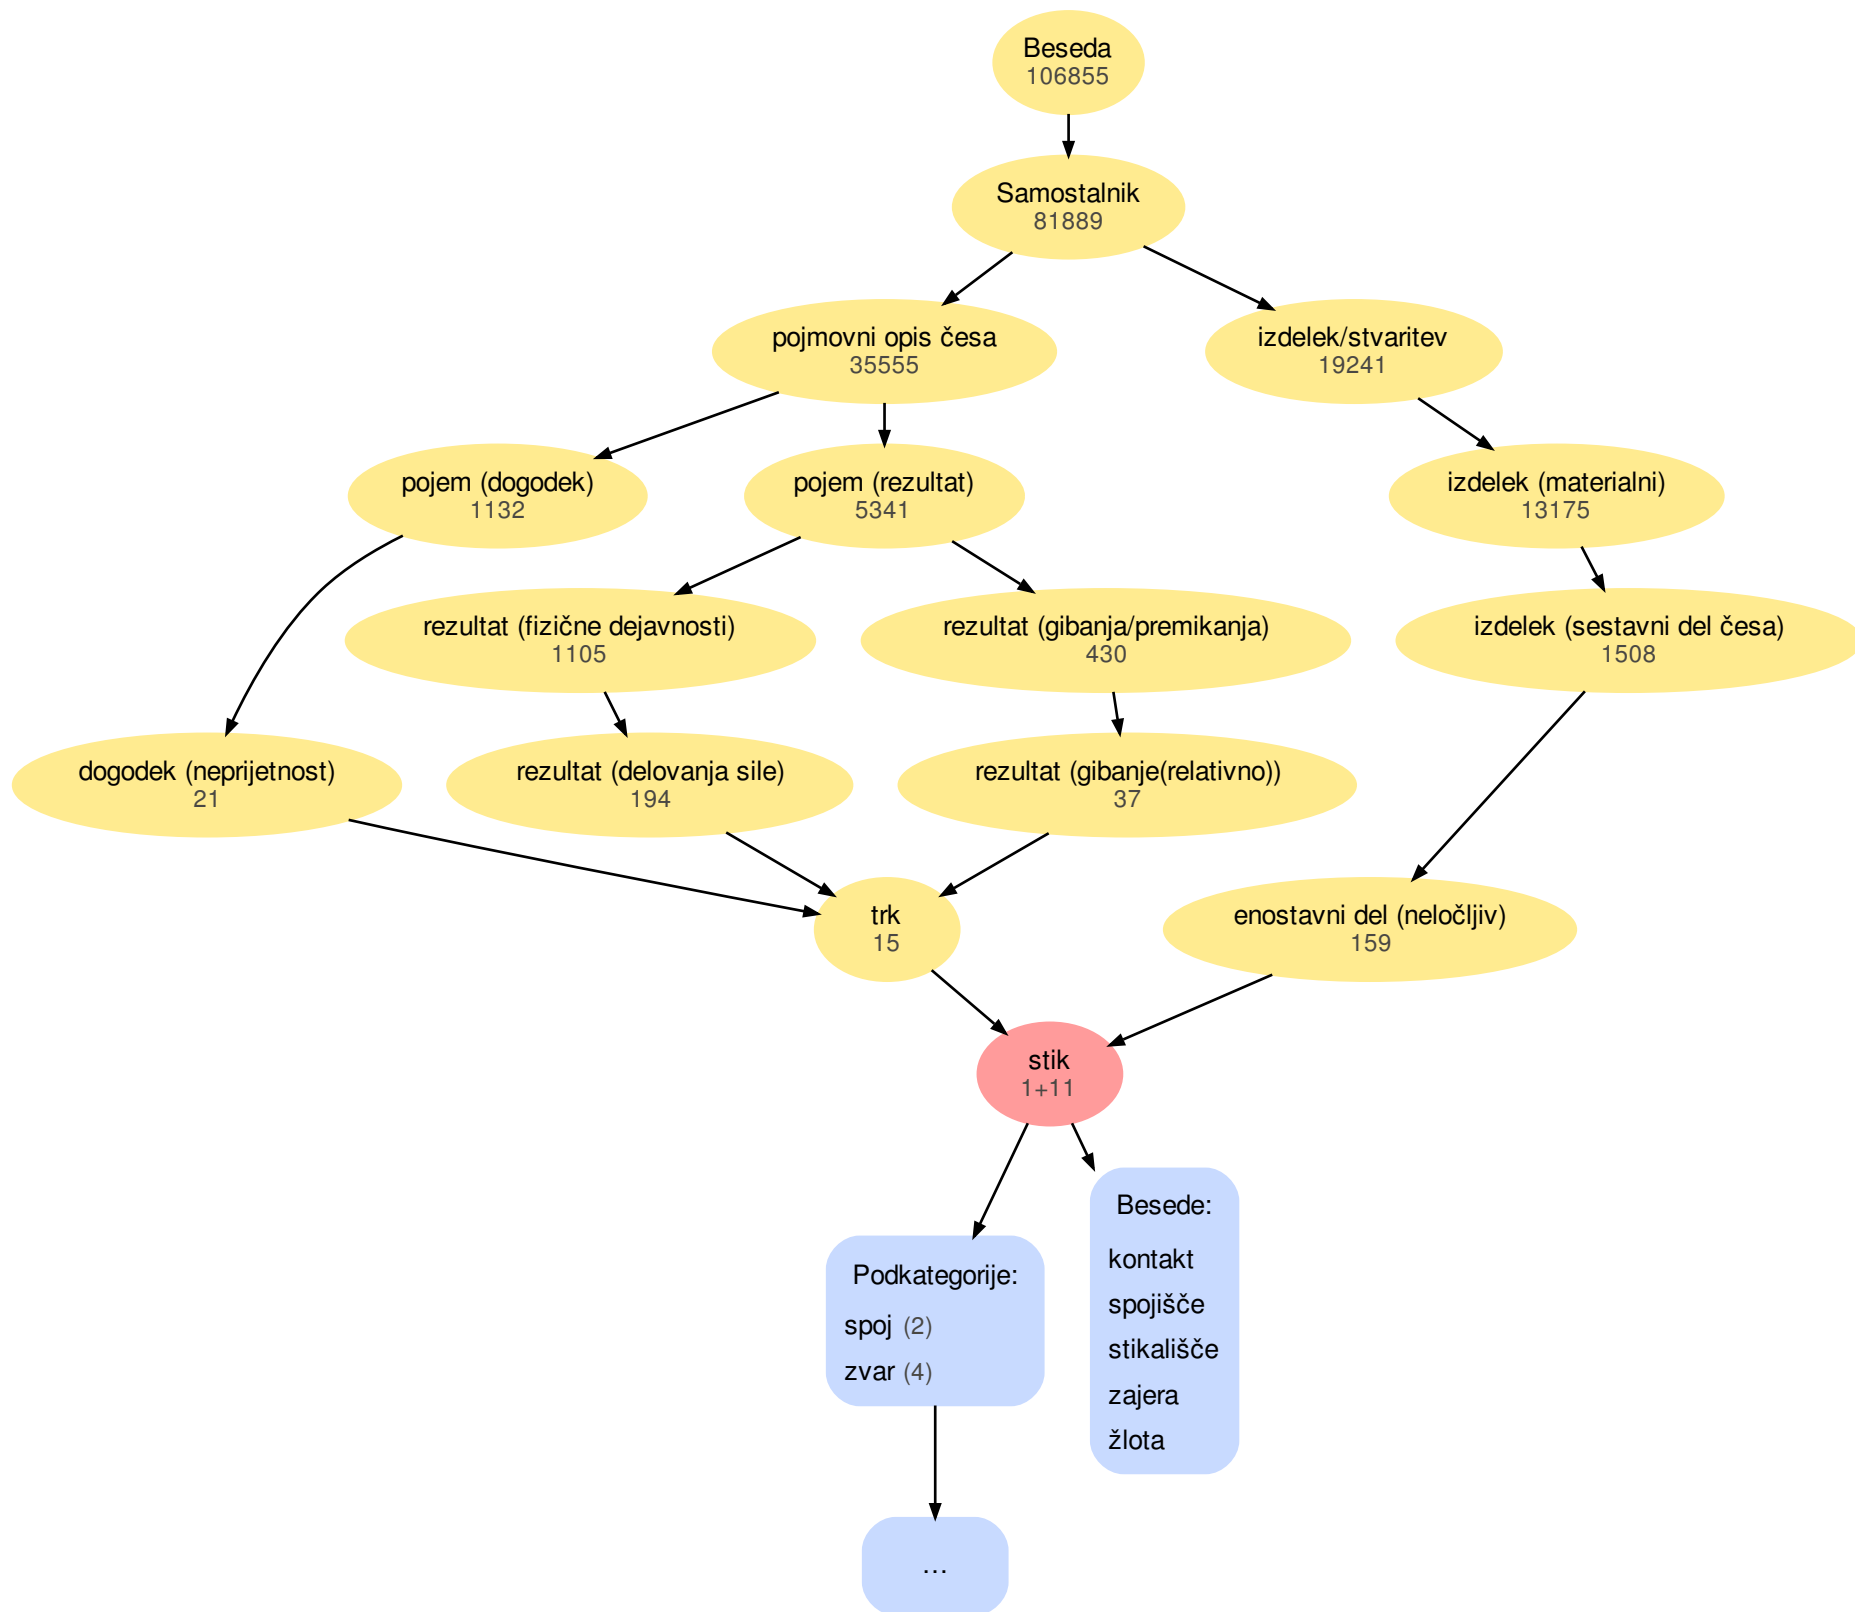 Beseda
106855
Samostalnik
81889
pojmovni opis česa
35555
izdelek/stvaritev
19241
pojem (dogodek)
1132
pojem (rezultat)
5341
izdelek (materialni)
13175
rezultat (fizične dejavnosti)
1105
rezultat (gibanja/premikanja)
430
izdelek (sestavni del česa)
1508
dogodek (neprijetnost)
21
rezultat (delovanja sile)
194
rezultat (gibanje(relativno))
37
trk
15
enostavni del (neločljiv)
159
stik
1+11
Podkategorije:
spoj (2)
zvar (4)
Besede:
kontakt
spojišče
stikališče
zajera
žlota
...